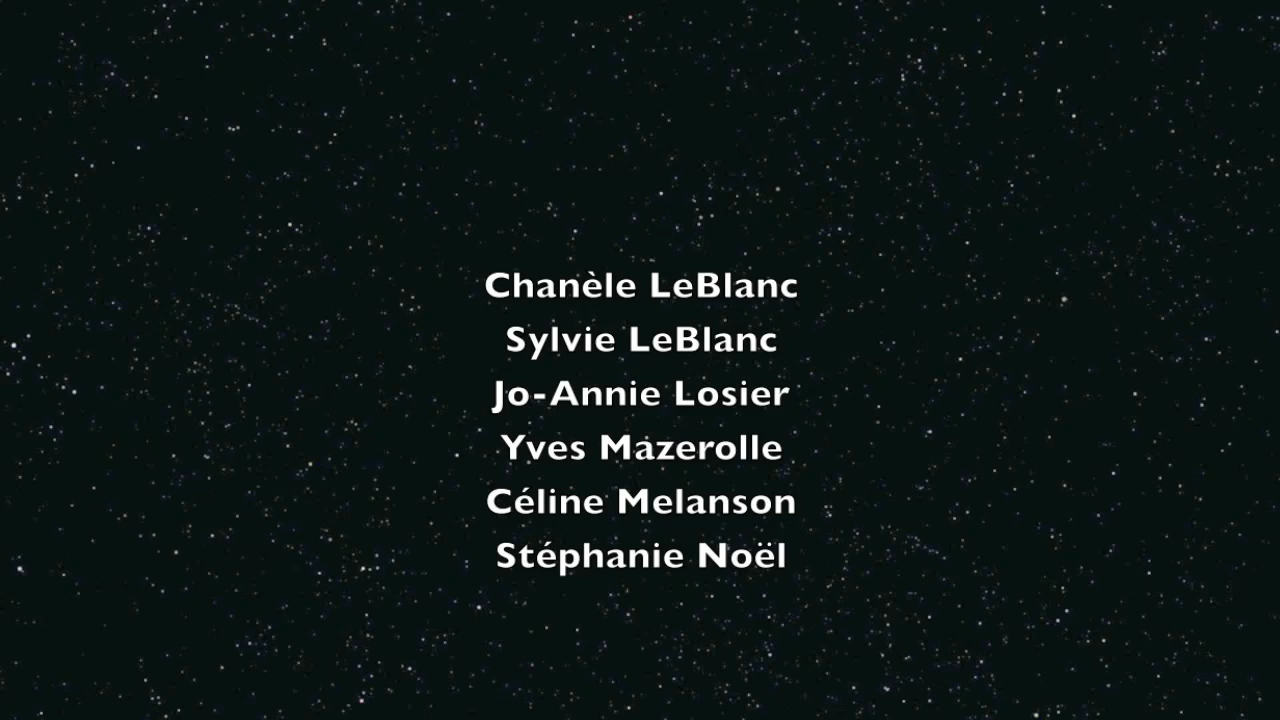 Chanèle LeBlanc
Sylvie LeBlanc
Jo-Annie Losier
Yves Mazerolle
Céline Melanson
Stéphanie Noël